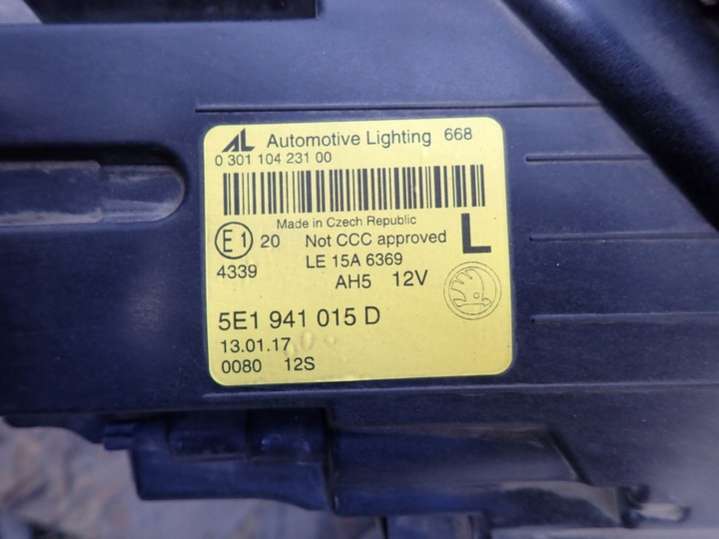 AL Automotive Lighting 668
0 301 104 231 00
Made in Czech Republic
E1 20 Not CCC approved L
4339 LE 15A 6369
AH5 12V
5E1 941 015 D
13.01.17
0080 12S